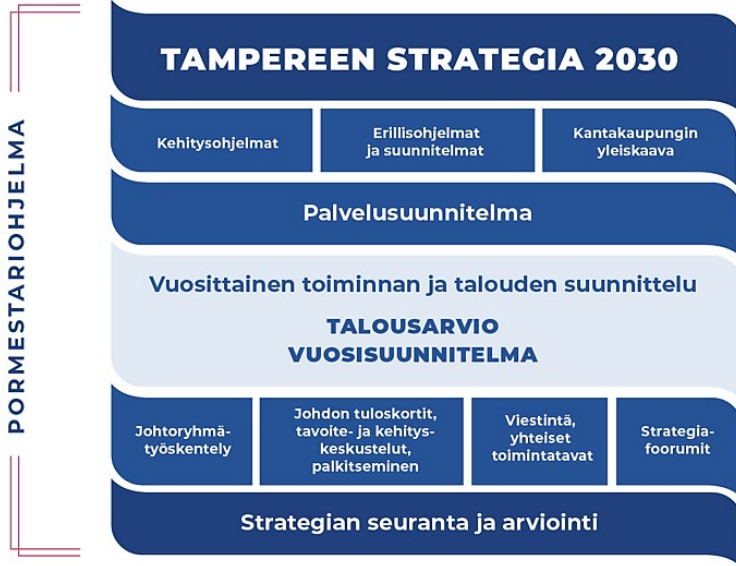 PORMESTARIOHJELMA
TAMPEREEN STRATEGIA 2030
Kehitysohjelmat
Erillisohjelmat
ja suunnitelmat
Kantakaupungin
yleiskaava
Palvelusuunnitelma
Vuosittainen toiminnan ja talouden suunnittelu
TALOUSARVIO
VUOSISUUNNITELMA
Johtoryhmä-
työskentely
Johdon tuloskortit,
tavoite- ja kehitys-
keskustelut,
palkitseminen
Viestintä,
yhteiset
toimintatavat
Strategia-
foorumit
Strategian seuranta ja arviointi